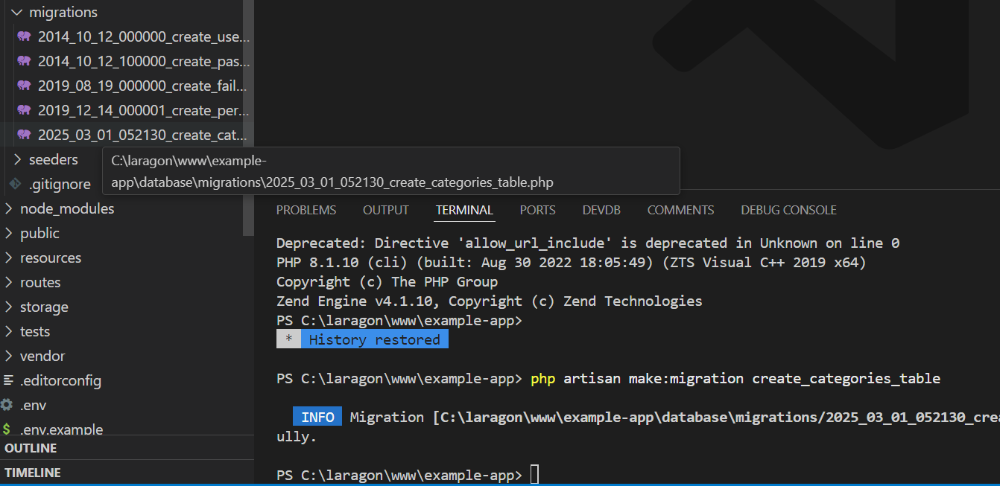 migrations
2014_10_12_000000_create_use...
2014_10_12_100000_create_pas...
2019_08_19_000000_create_fail...
2019_12_14_000001_create_per...
2025_03_01_052130_create_cat...
seeders
C:\laragon\www\example-
app\database\migrations\2025_03_01_052130_create_categories_table.php
.gitignore
node_modules
public
resources
routes
storage
tests
vendor
.editorconfig
.env
$ .env.example
OUTLINE
TIMELINE
PROBLEMS OUTPUT TERMINAL PORTS DEVDB COMMENTS DEBUG CONSOLE
Deprecated: Directive 'allow_url_include' is deprecated in Unknown on line 0
PHP 8.1.10 (cli) (built: Aug 30 2022 18:05:49) (ZTS Visual C++ 2019 x64)
Copyright (c) The PHP Group
Zend Engine v4.1.10, Copyright (c) Zend Technologies
PS C:\laragon\www\example-app>
* History restored
PS C:\laragon\www\example-app> php artisan make:migration create_categories_table
INFO Migration [C:\laragon\www\example-app\database\migrations/2025_03_01_052130_crea
ully.
PS C:\laragon\www\example-app>